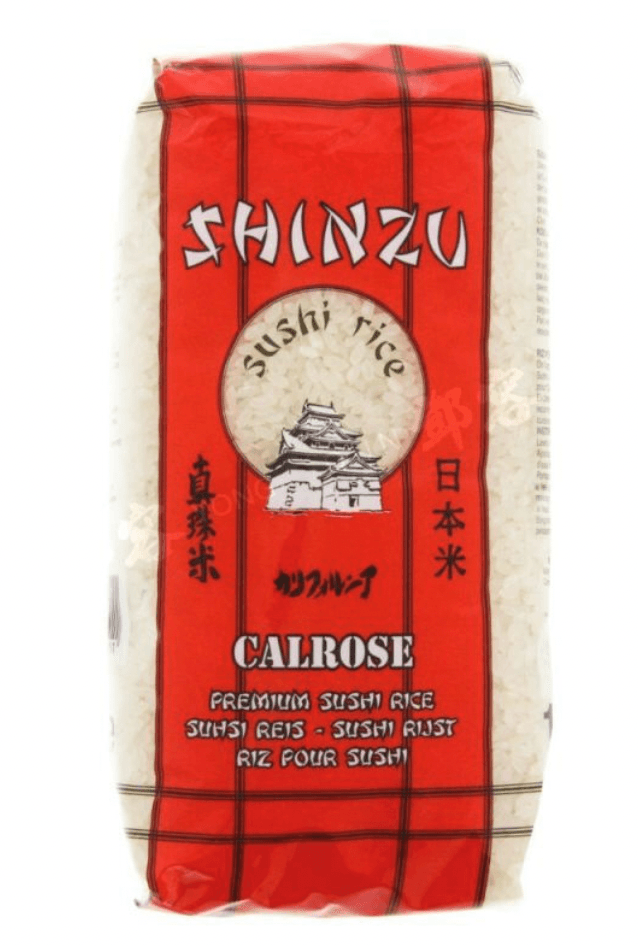 SHINZU
sushi rice
真珠米
日本米
カリフォルニア
CALROSE
PREMIUM SUSHI RICE
SUHSI REIS - SUSHI RIJST
RIZ POUR SUSHI